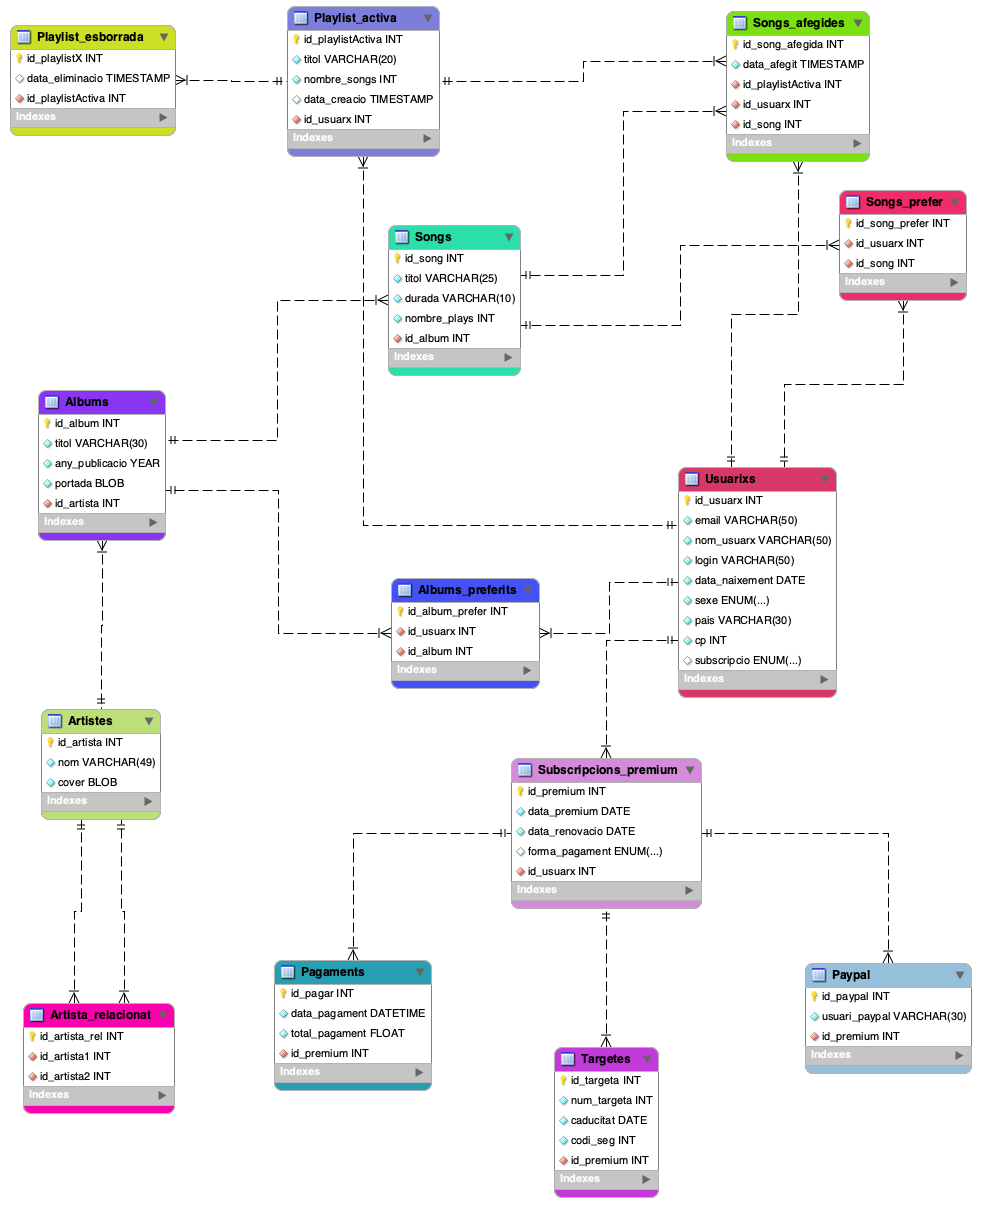 Playlist_esborrada
id_playlistX INT
data_eliminacio TIMESTAMP
id_playlistActiva INT
Indexes
Playlist_activa
id_playlistActiva INT
titol VARCHAR(20)
nombre_songs INT
data_creacio TIMESTAMP
id_usuarx INT
Indexes
Songs_afegides
id_song_afegida INT
data_afegit TIMESTAMP
id_playlistActiva INT
id_usuarx INT
id_song INT
Indexes
Songs_prefer
id_song_prefer INT
id_usuarx INT
id_song INT
Indexes
Songs
id_song INT
titol VARCHAR(25)
durada VARCHAR(10)
nombre_plays INT
id_album INT
Indexes
Albums
id_album INT
titol VARCHAR(30)
any_publicacio YEAR
portada BLOB
id_artista INT
Indexes
Usuarixs
id_usuarx INT
email VARCHAR(50)
nom_usuarx VARCHAR(50)
login VARCHAR(50)
data_naixement DATE
sexe ENUM(...)
pais VARCHAR(30)
cp INT
subscripcio ENUM(...)
Indexes
Albums_preferits
id_album_prefer INT
id_usuarx INT
id_album INT
Indexes
Artistes
id_artista INT
nom VARCHAR(49)
cover BLOB
Indexes
Subscripcions_premium
id_premium INT
data_premium DATE
data_renovacio DATE
forma_pagament ENUM(...)
id_usuarx INT
Indexes
Artista_relacionat
id_artista_rel INT
id_artista1 INT
id_artista2 INT
Indexes
Pagaments
id_pagar INT
data_pagament DATETIME
total_pagament FLOAT
id_premium INT
Indexes
Targetes
id_targeta INT
num_targeta INT
caducitat DATE
codi_seg INT
id_premium INT
Indexes
Paypal
id_paypal INT
usuari_paypal VARCHAR(30)
id_premium INT
Indexes